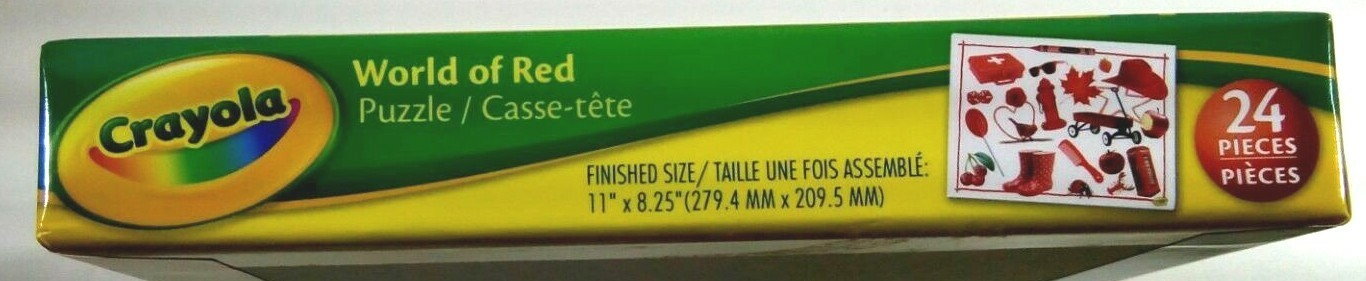 Crayola
World of Red
Puzzle / Casse-tête
FINISHED SIZE/ TAILLE UNE FOIS ASSEMBLÉ:
11" x 8.25"(279.4 MM x 209.5 MM)
24
PIECES
PIÈCES